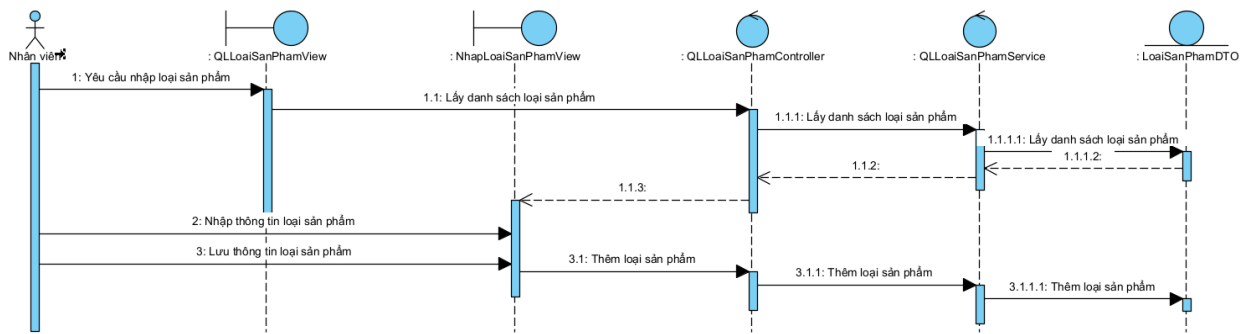 Nhân viên
: QLLoaiSanPhamView
: NhapLoaiSanPhamView
: QLLoaiSanPhamController
: QLLoaiSanPhamService
: LoaiSanPhamDTO
1: Yêu cầu nhập loại sản phẩm
1.1: Lấy danh sách loại sản phẩm
1.1.1: Lấy danh sách loại sản phẩm
1.1.1.1: Lấy danh sách loại sản phẩm
1.1.1.2:
1.1.2:
1.1.3:
2: Nhập thông tin loại sản phẩm
3: Lưu thông tin loại sản phẩm
3.1: Thêm loại sản phẩm
3.1.1: Thêm loại sản phẩm
3.1.1.1: Thêm loại sản phẩm